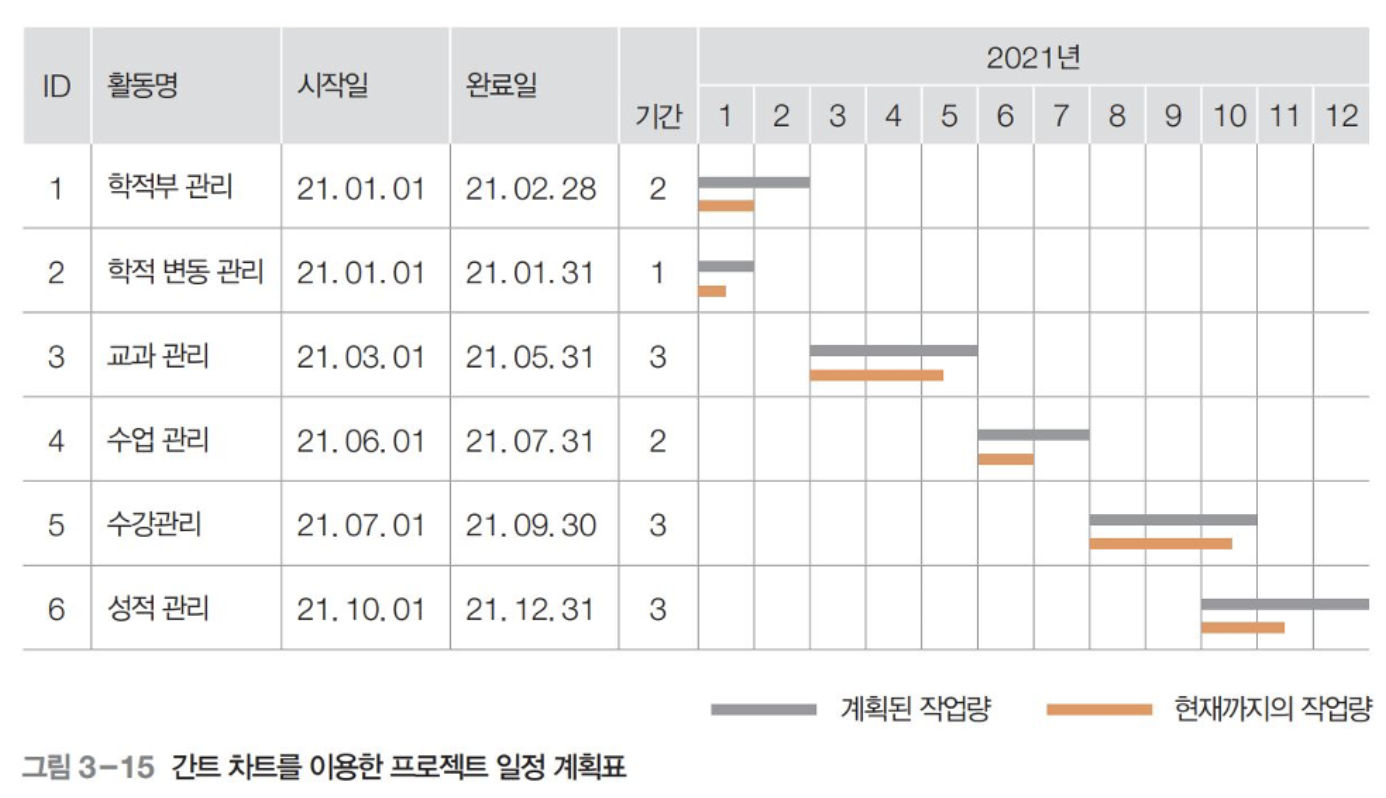 2021년
ID 활동명 시작일 완료일 기간 1 2 3 4 5 6 7 8 9 10 11 12
1 학적부 관리 21.01.01 21.02.28 2
2 학적 변동 관리 21.01.01 21.01.31 1
3 교과 관리 21.03.01 21.05.31 3
4 수업 관리 21.06.01 21.07.31 2
5 수강관리 21.07.01 21.09.30 3
6 성적 관리 21.10.01 21.12.31 3
계획된 작업량 현재까지의 작업량
그림 3-15 간트 차트를 이용한 프로젝트 일정 계획표